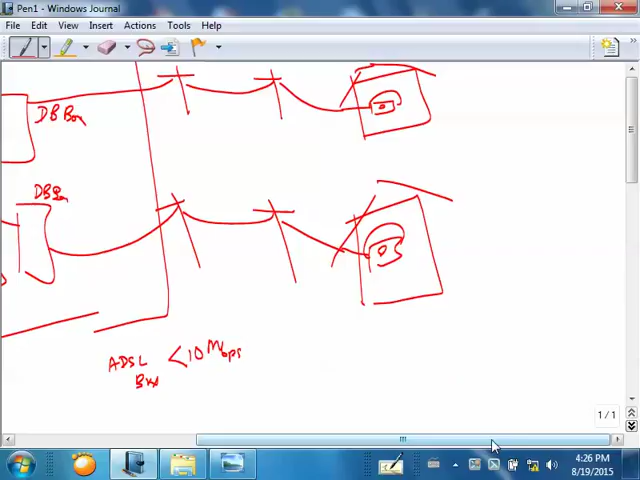 Pen1 - Windows Journal
File Edit View Insert Actions Tools Help
DB Box
DB Box
ADSL <10 Mbps
BW
1 / 1
4:26 PM
8/19/2015